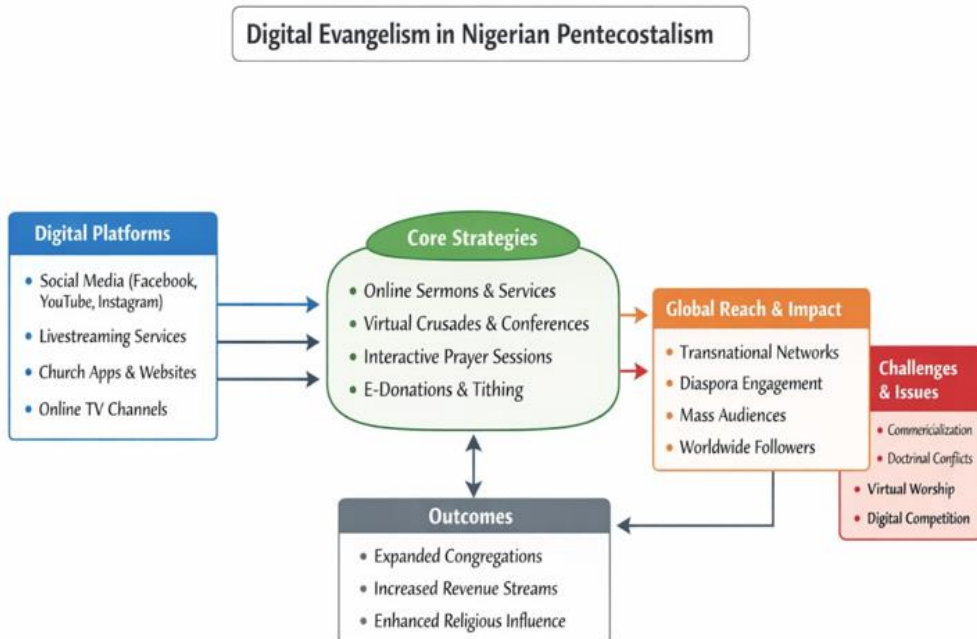 Digital Evangelism in Nigerian Pentecostalism
Digital Platforms
• Social Media (Facebook,
YouTube, Instagram)
• Livestreaming Services
• Church Apps & Websites
• Online TV Channels
Core Strategies
• Online Sermons & Services
• Virtual Crusades & Conferences
• Interactive Prayer Sessions
• E-Donations & Tithing
Global Reach & Impact
• Transnational Networks
• Diaspora Engagement
• Mass Audiences
• Worldwide Followers
Challenges
& Issues
• Commericialization
• Doctrinal Conflicts
• Virtual Worship
• Digital Competition
Outcomes
• Expanded Congregations
• Increased Revenue Streams
• Enhanced Religious Influence